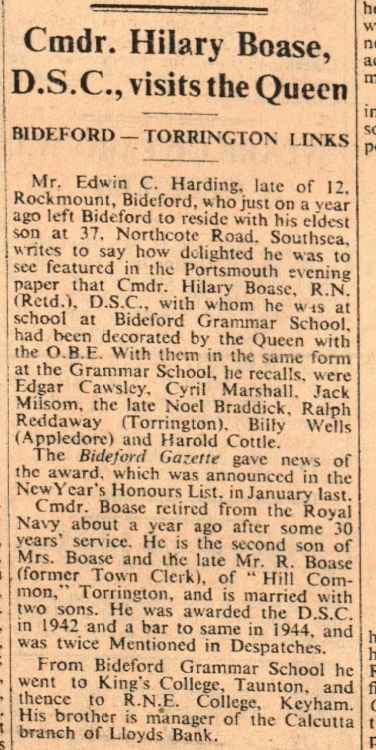 Cmdr. Hilary Boase,
D.S.C., visits the Queen
BIDEFORD — TORRINGTON LINKS
Mr. Edwin C. Harding, late of 12,
Rockmount, Bideford, who just on a year
ago left Bideford to reside with his eldest
son at 37, Northcote Road, Southsea,
writes to say how delighted he was to
see featured in the Portsmouth evening
paper that Cmdr. Hilary Boase, R.N.
(Retd.), D.S.C., with whom he was at
school at Bideford Grammar School,
had been decorated by the Queen with
the O.B.E. With them in the same form
at the Grammar School, he recalls, were
Edgar Cawsley, Cyril Marshall, Jack
Milsom, the late Noel Braddick, Ralph
Reddaway (Torrington), Billy Wells
(Appledore) and Harold Cottle.
The Bideford Gazette gave news of
the award, which was announced in the
New Year's Honours List, in January last.
Cmdr. Boase retired from the Royal
Navy about a year ago after some 30
years' service. He is the second son of
Mrs. Boase and the late Mr. R. Boase
(former Town Clerk), of "Hill Com-
mon," Torrington, and is married with
two sons. He was awarded the D.S.C.
in 1942 and a bar to same in 1944, and
was twice Mentioned in Despatches.
From Bideford Grammar School he
went to King's College, Taunton, and
thence to R.N.E. College, Keyham.
His brother is manager of the Calcutta
branch of Lloyds Bank.